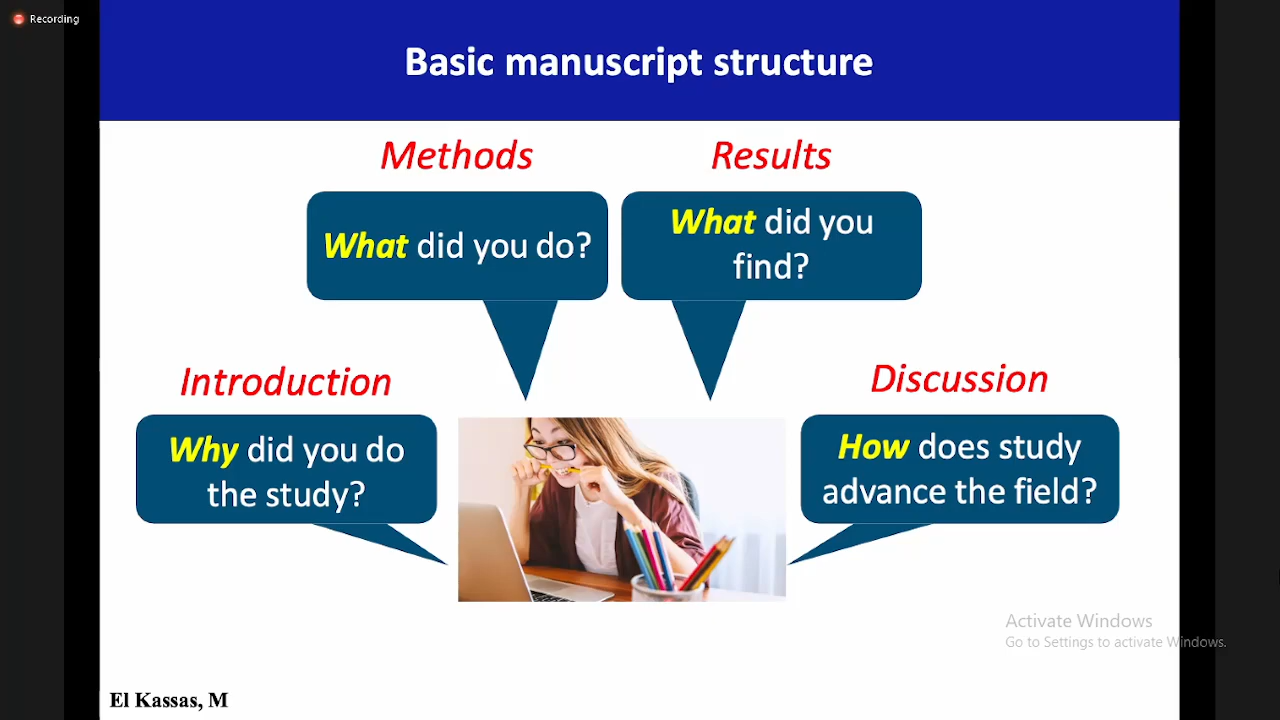 Recording
Basic manuscript structure
Methods
Results
What did you do?
What did you
find?
Introduction
Discussion
Why did you do
the study?
How does study
advance the field?
Activate Windows
Go to Settings to activate Windows.
El Kassas, M